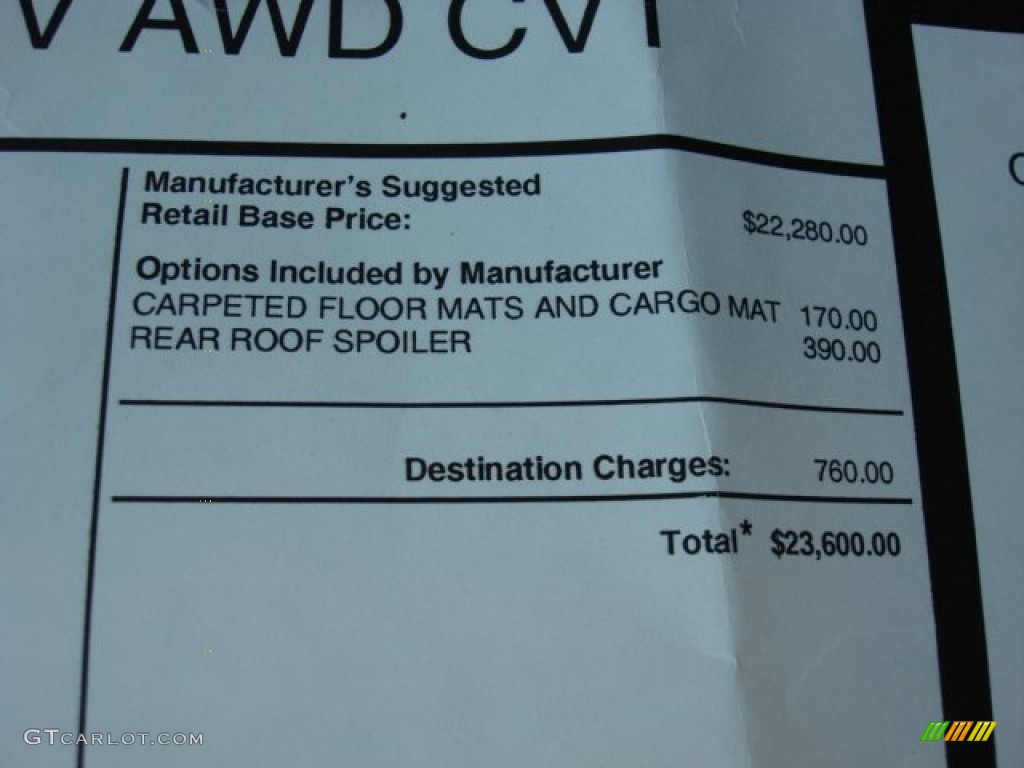 V AWD CVT
Manufacturer's Suggested
Retail Base Price: $22,280.00
Options Included by Manufacturer
CARPETED FLOOR MATS AND CARGO MAT 170.00
REAR ROOF SPOILER 390.00
Destination Charges: 760.00
Total* $23,600.00
GTCARLOT.COM